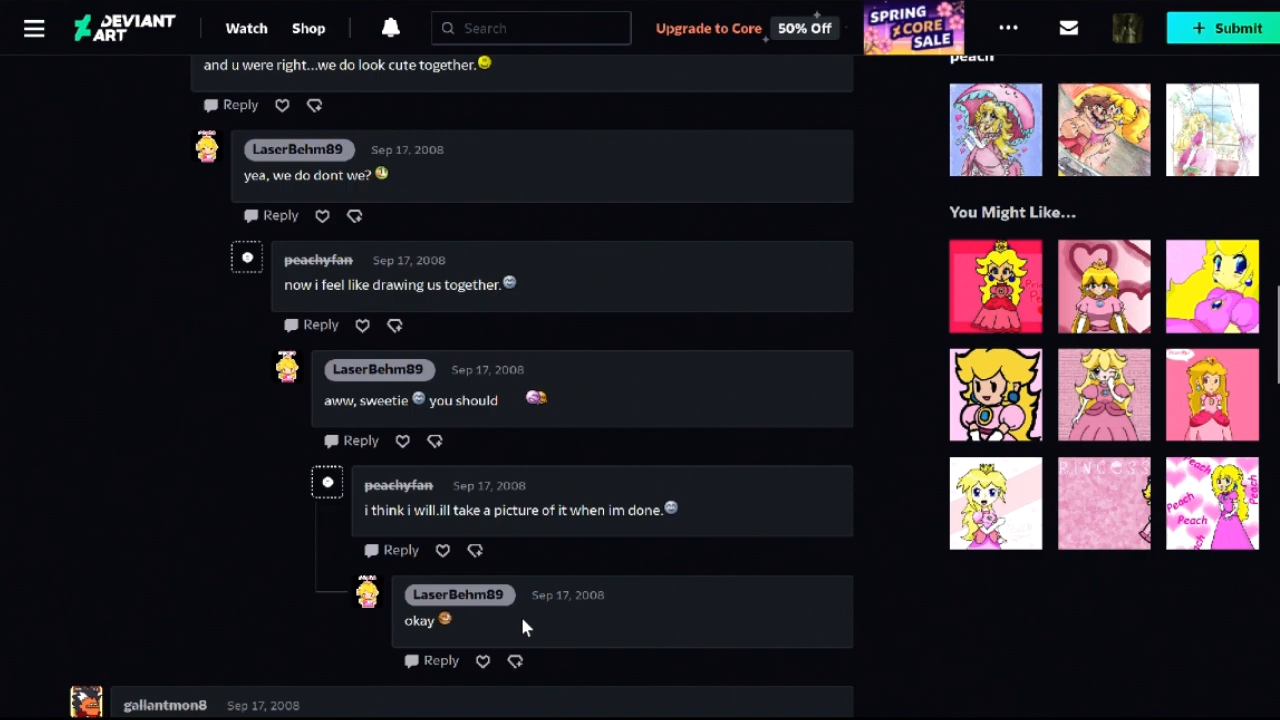 DEVIANT ART
Watch
Shop
Search
Upgrade to Core
50% Off
SPRING CORE SALE
+ Submit
and u were right...we do look cute together.
Reply
LaserBehm89 Sep 17, 2008
yea, we do dont we?
Reply
peachyfan Sep 17, 2008
now i feel like drawing us together.
Reply
LaserBehm89 Sep 17, 2008
aww, sweetie you should
Reply
peachyfan Sep 17, 2008
i think i will.ill take a picture of it when im done.
Reply
LaserBehm89 Sep 17, 2008
okay
Reply
gallantmon8 Sep 17, 2008
peach
You Might Like...
PRINCESS
Peach
Peach
Peach
Peach
Peach